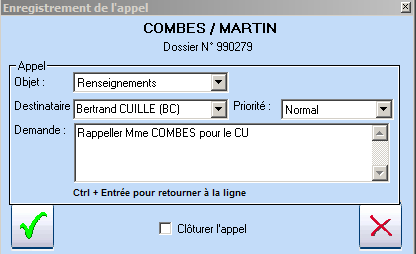 Enregistrement de l'appel
COMBES / MARTIN
Dossier N° 990279
Appel
Objet : Renseignements
Destinataire Bertrand CUILLE (BC) Priorité : Normal
Demande : Rappeller Mme COMBES pour le CU
Ctrl + Entrée pour retourner à la ligne
Clôturer l'appel